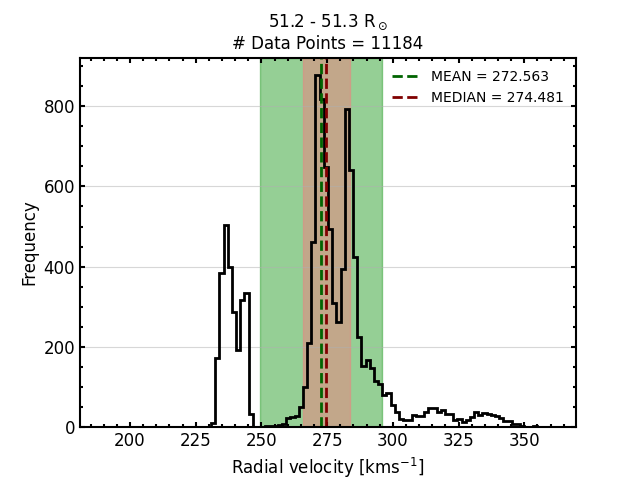 51.2 - 51.3 R⊙
# Data Points = 11184
MEAN = 272.563
MEDIAN = 274.481
Frequency
800
600
400
200
0
200 225 250 275 300 325 350
Radial velocity [kms⁻¹]